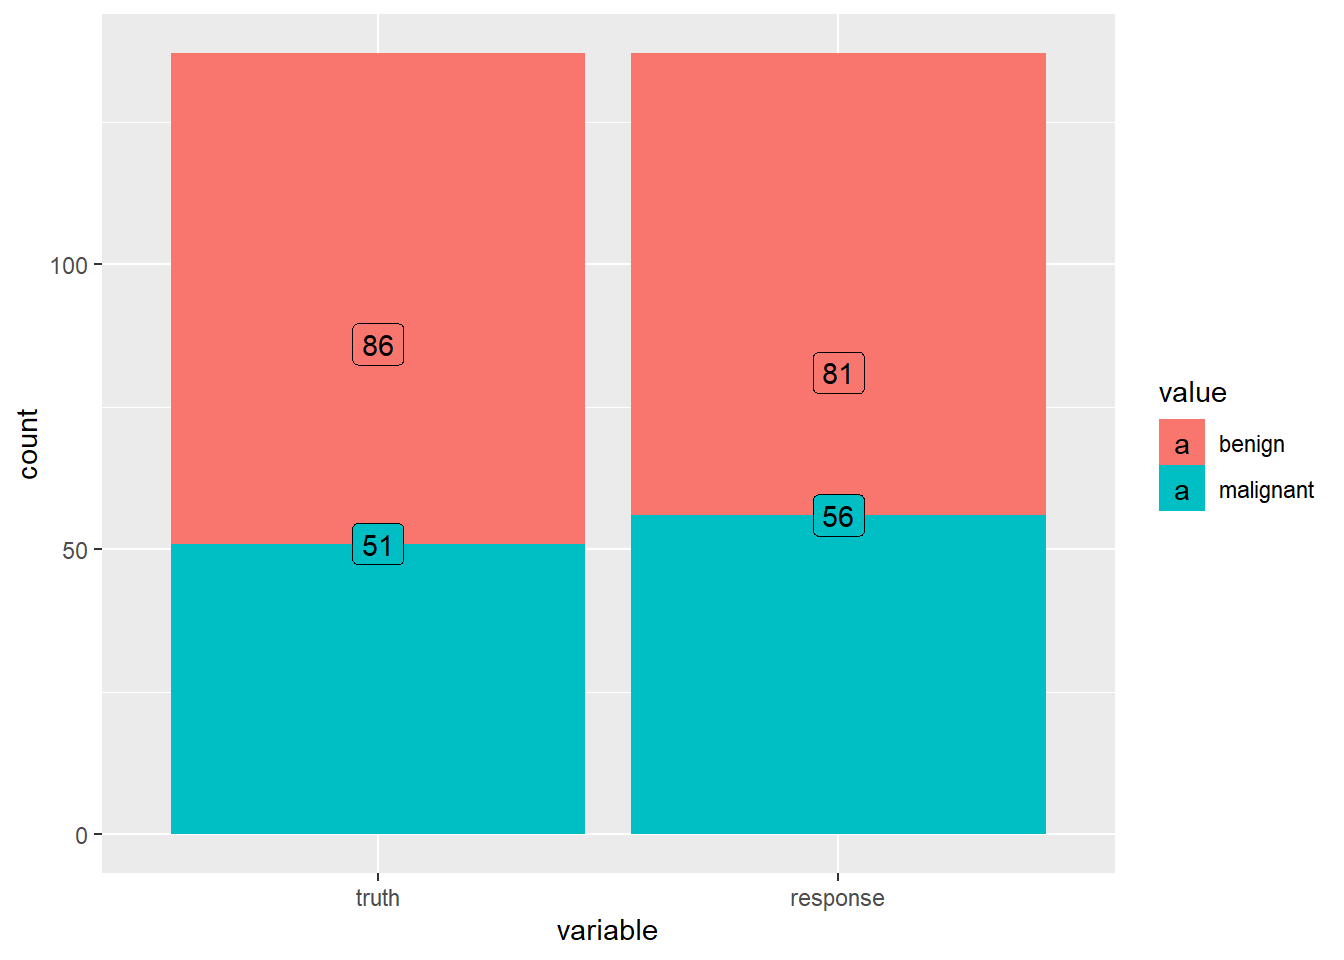 count
100
50
0
86
81
51
56
truth
response
variable
value
a benign
a malignant